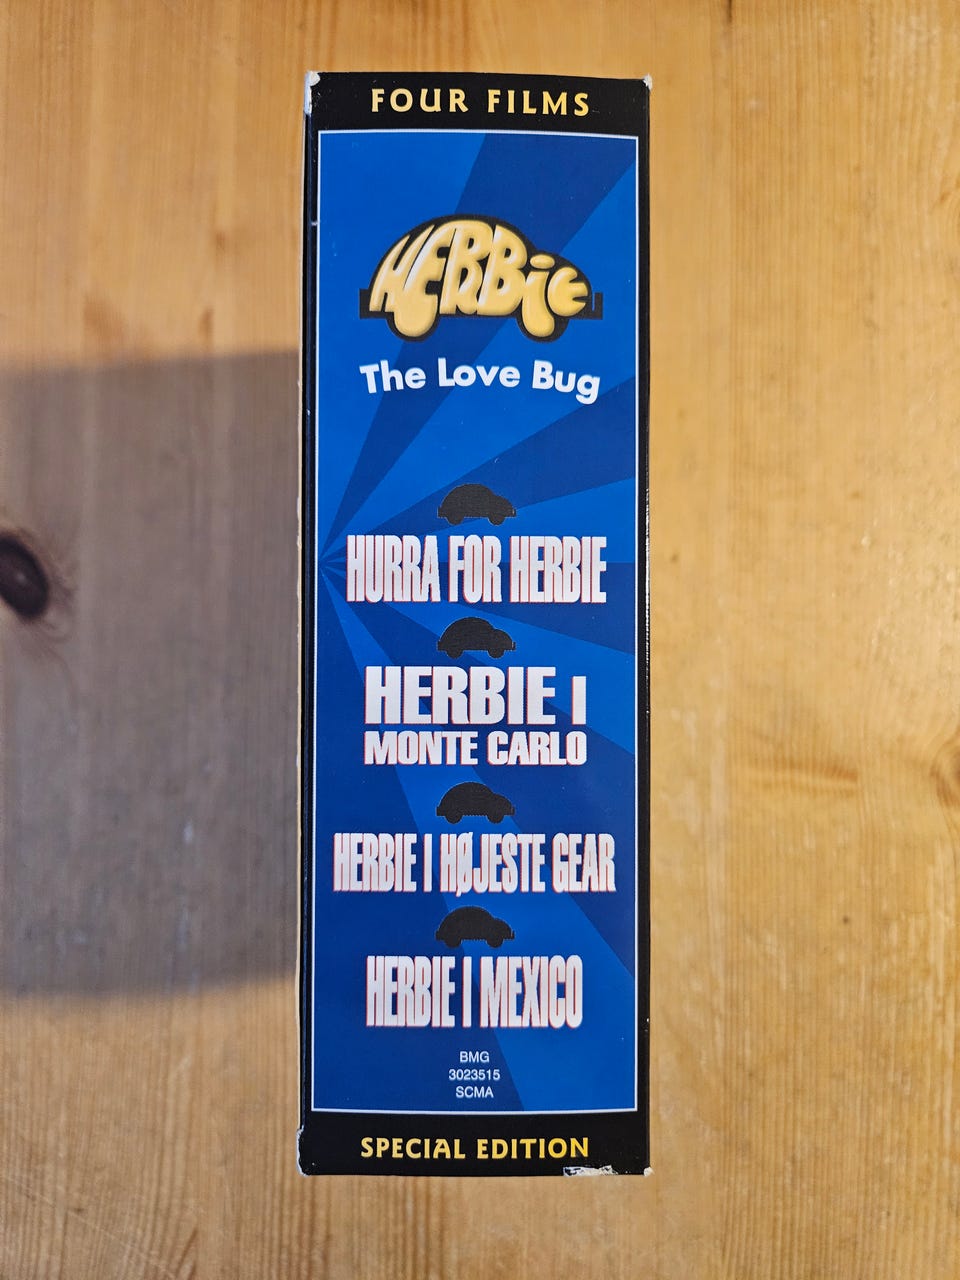 FOUR FILMS
HERBie
The Love Bug
HURRA FOR HERBIE
HERBIE I
MONTE CARLO
HERBIE I HØJESTE GEAR
HERBIE I MEXICO
BMG
3023515
SCMA
SPECIAL EDITION